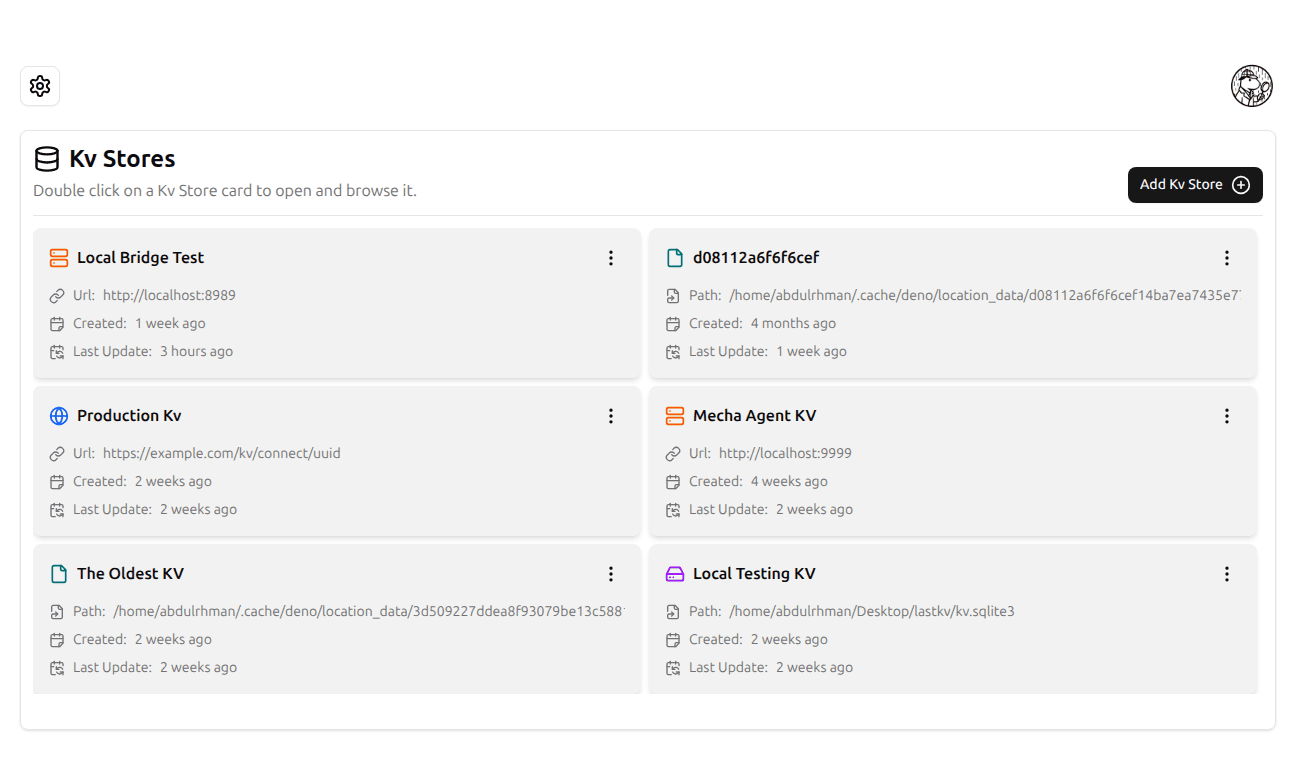 Kv Stores
Double click on a Kv Store card to open and browse it.
Add Kv Store
Local Bridge Test
Url: http://localhost:8989
Created: 1 week ago
Last Update: 3 hours ago
d08112a6f6f6cef
Path: /home/abdulrhman/.cache/deno/location_data/d08112a6f6f6cef14ba7ea7435e7
Created: 4 months ago
Last Update: 1 week ago
Production Kv
Url: https://example.com/kv/connect/uuid
Created: 2 weeks ago
Last Update: 2 weeks ago
Mecha Agent KV
Url: http://localhost:9999
Created: 4 weeks ago
Last Update: 2 weeks ago
The Oldest KV
Path: /home/abdulrhman/.cache/deno/location_data/3d509227ddea8f93079be13c588
Created: 2 weeks ago
Last Update: 2 weeks ago
Local Testing KV
Path: /home/abdulrhman/Desktop/lastkv/kv.sqlite3
Created: 2 weeks ago
Last Update: 2 weeks ago